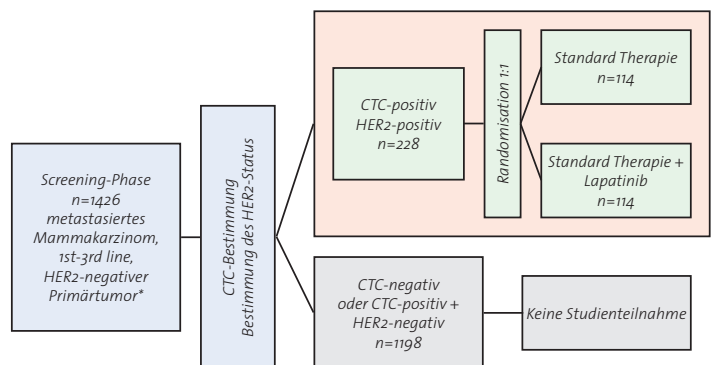 Screening-Phase
n=1426
metastasiertes
Mammakarzinom,
1st-3rd line,
HER2-negativer
Primärtumor*
CTC-Bestimmung
Bestimmung des HER2-Status
CTC-positiv
HER2-positiv
n=228
Randomisation 1:1
Standard Therapie
n=114
Standard Therapie +
Lapatinib
n=114
CTC-negativ
oder CTC-positiv +
HER2-negativ
n=1198
Keine Studienteilnahme